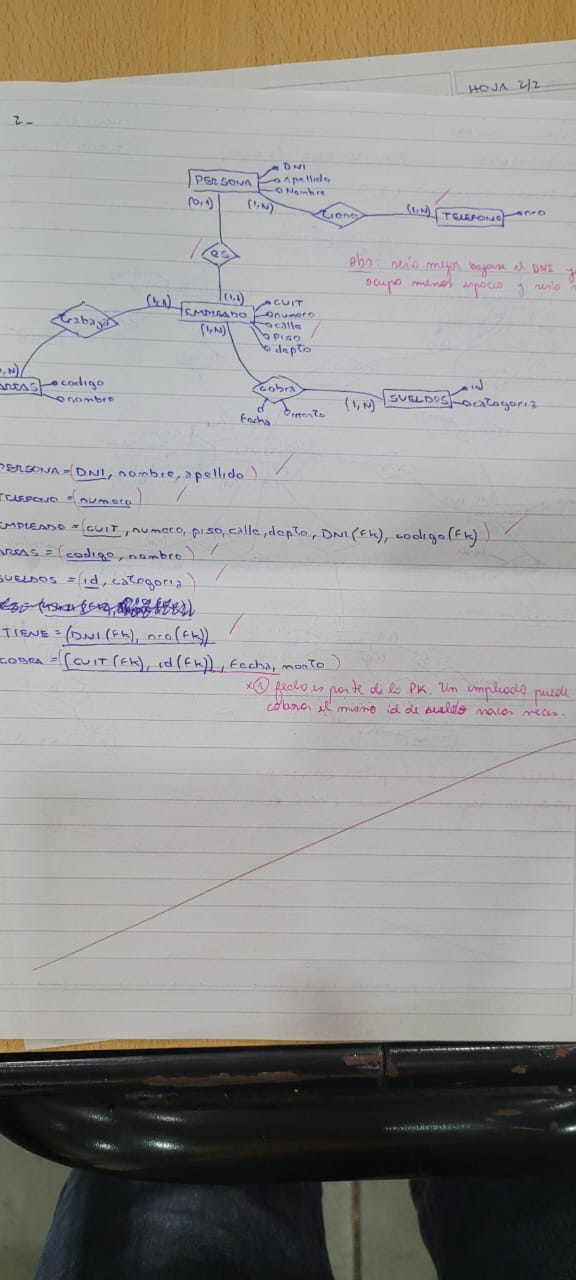 HOJA 2/2
2-
PERSONA
DNI
Apellido
Nombre
(0,1)
(1,N)
tiene
(1,N)
TELEFONO
nro
es
Obs: sería mejor bajarse el DNI y
ocupo menos espacio y sería
(1,1)
EMPLEADO
CUIT
numero
calle
piso
depto
(1,N)
trabaja
(1,1)
,N)
AREAS
codigo
nombre
cobra
fecha
monto
(1,N)
SUELDOS
id
categoria
PERSONA = (DNI, nombre, apellido)
TELEFONO = (numero)
EMPLEADO = (CUIT, numero, piso, calle, depto, DNI(FK), codigo(FK))
AREAS = (codigo, nombre)
SUELDOS = (id, categoria)
TIENE = (DNI(FK), nro(FK))
COBRA = ((CUIT(FK), id(FK)), fecha, monto)
x① fecha es parte de la PK. Un empleado puede
cobrar el mismo id de sueldo varias veces.